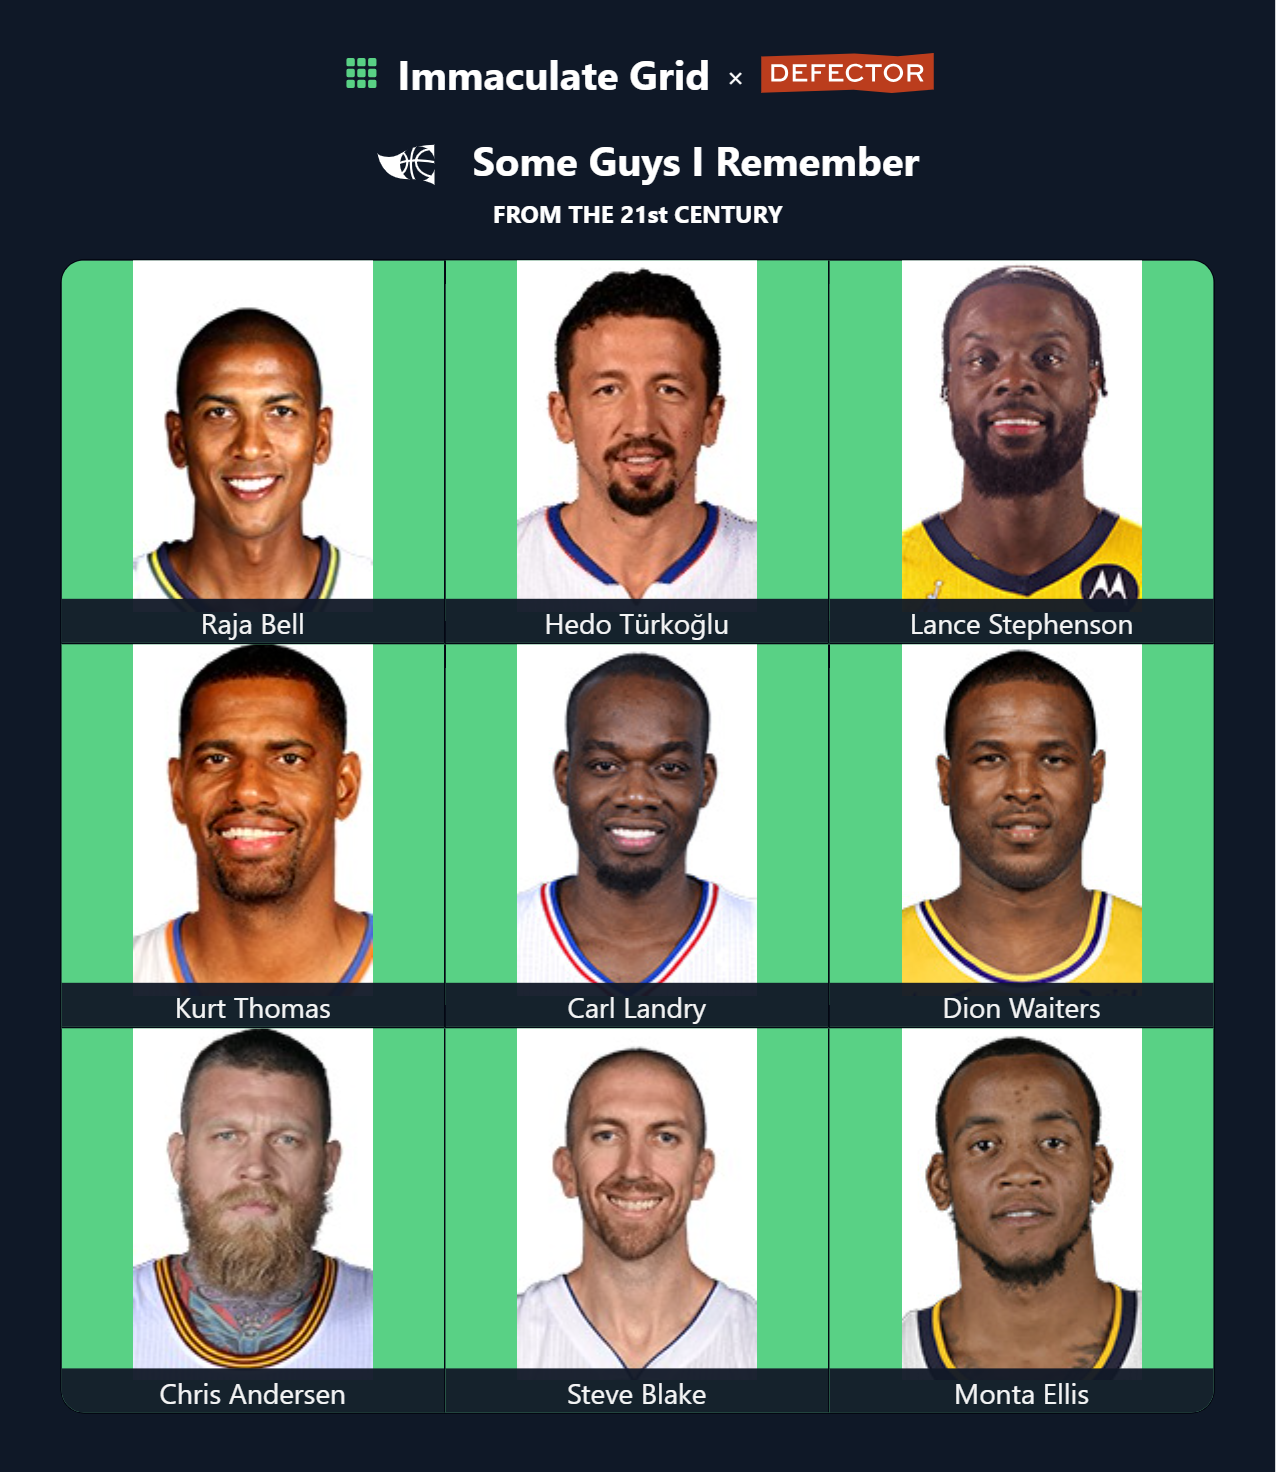 Immaculate Grid × DEFECTOR
Some Guys I Remember
FROM THE 21st CENTURY
Raja Bell
Hedo Türkoğlu
Lance Stephenson
Kurt Thomas
Carl Landry
Dion Waiters
Chris Andersen
Steve Blake
Monta Ellis